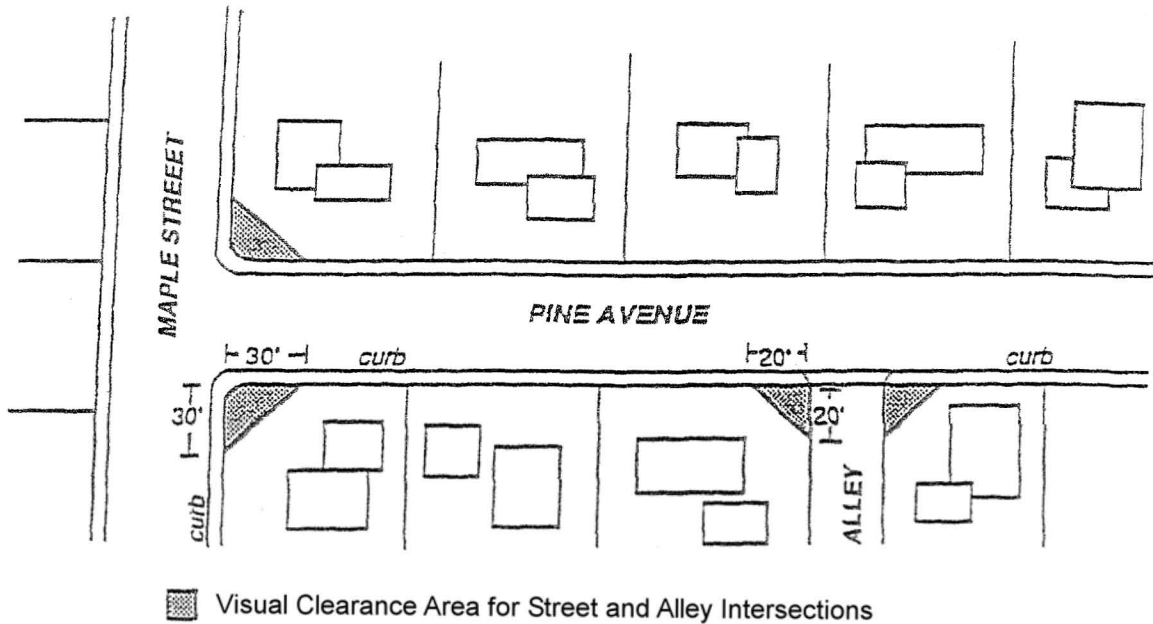 MAPLE STREEET
PINE AVENUE
30'
curb
20'
curb
30'
20'
curb
ALLEY
Visual Clearance Area for Street and Alley Intersections